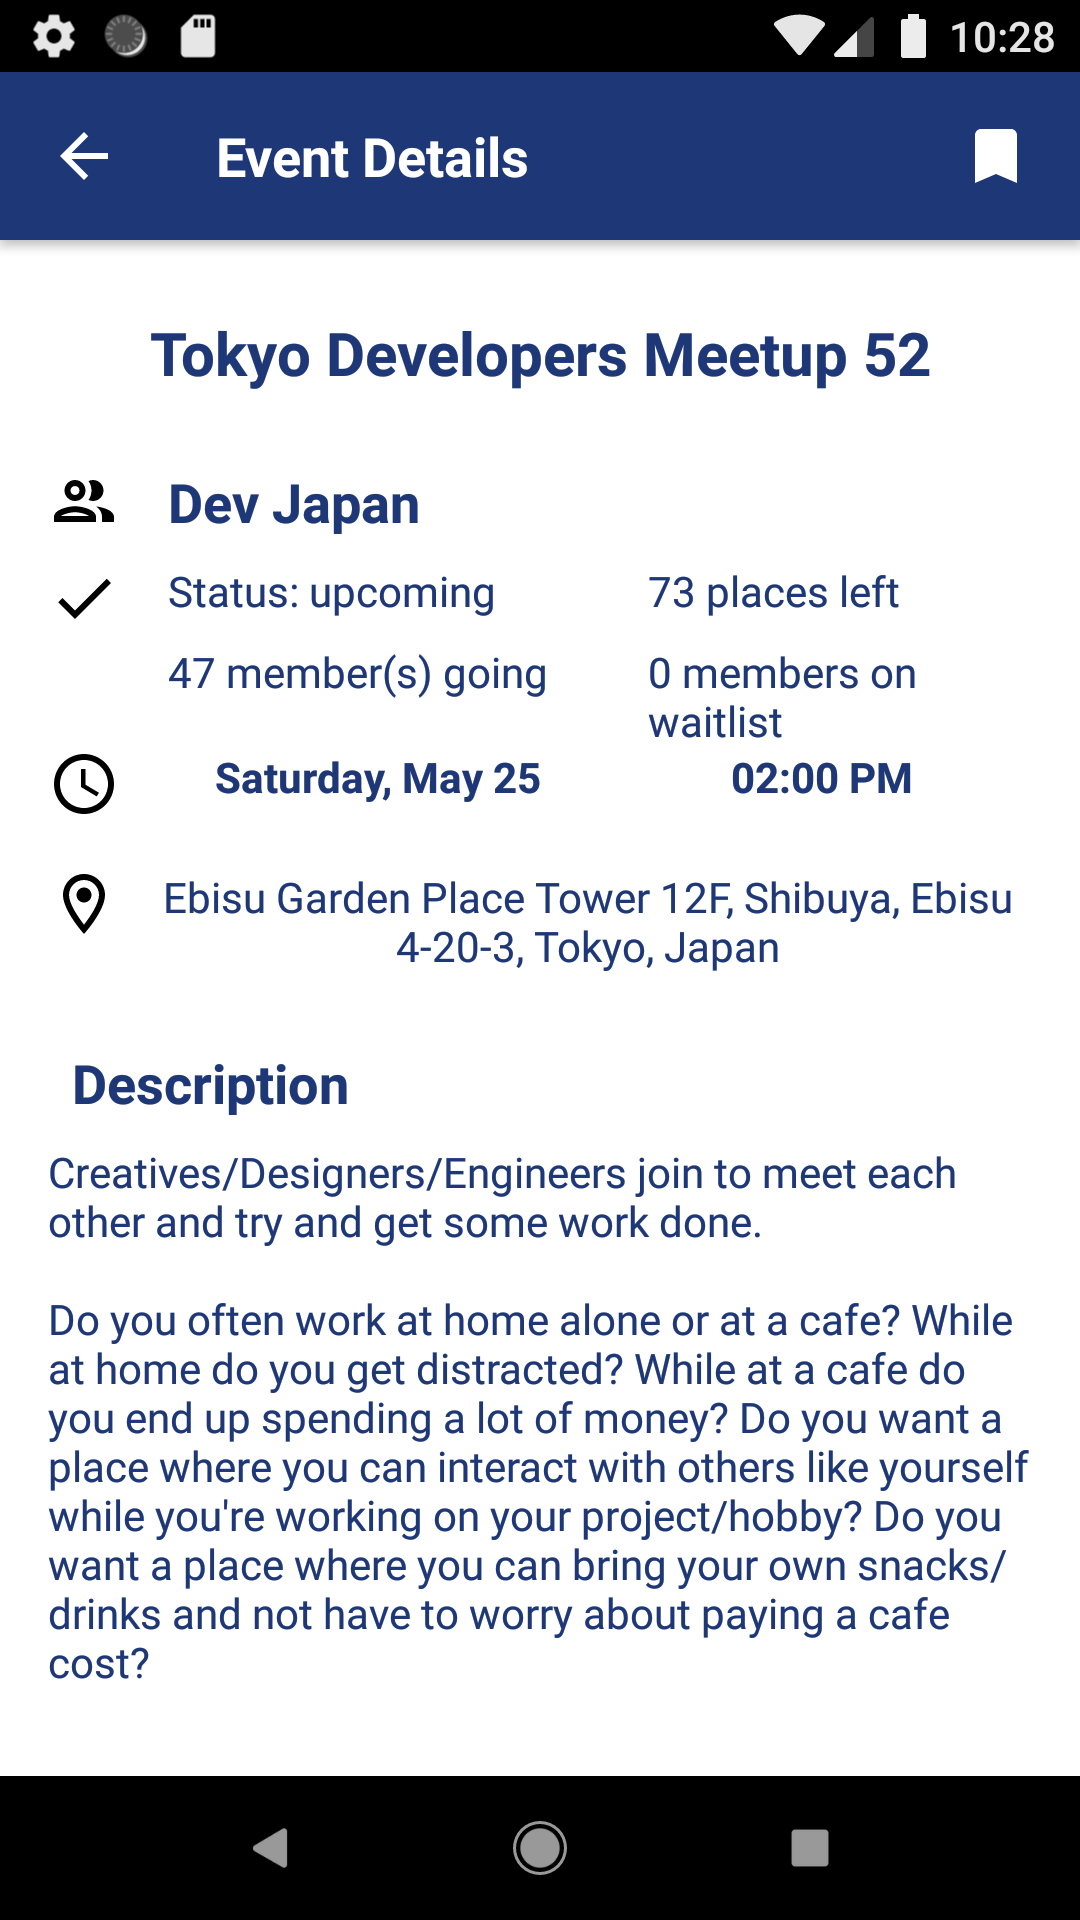 10:28
Event Details
Tokyo Developers Meetup 52
Dev Japan
Status: upcoming
73 places left
47 member(s) going
0 members on
waitlist
Saturday, May 25
02:00 PM
Ebisu Garden Place Tower 12F, Shibuya, Ebisu
4-20-3, Tokyo, Japan
Description
Creatives/Designers/Engineers join to meet each
other and try and get some work done.
Do you often work at home alone or at a cafe? While
at home do you get distracted? While at a cafe do
you end up spending a lot of money? Do you want a
place where you can interact with others like yourself
while you're working on your project/hobby? Do you
want a place where you can bring your own snacks/
drinks and not have to worry about paying a cafe
cost?